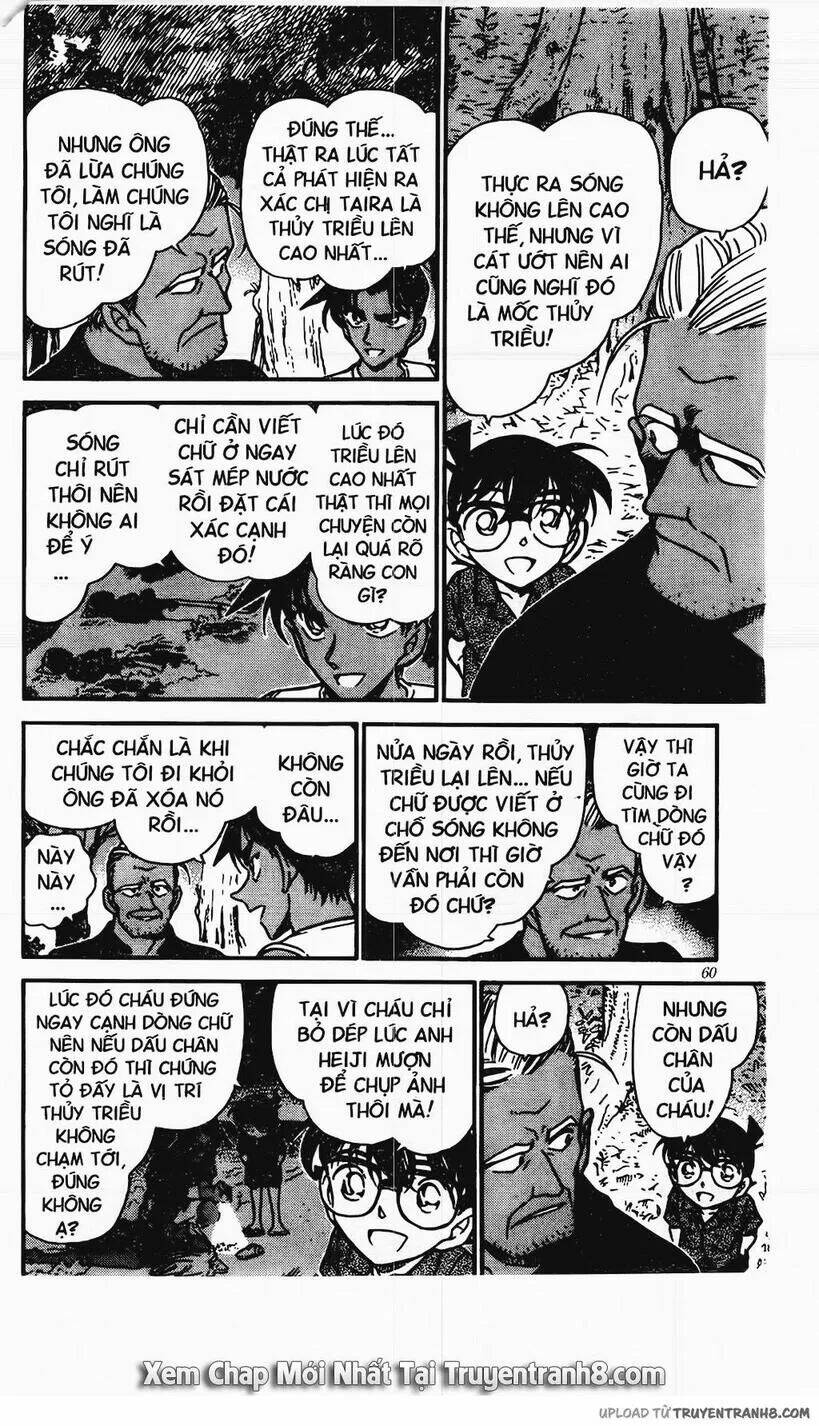 HẢ?
THỰC RA SÓNG
KHÔNG LÊN CAO
THẾ, NHƯNG VÌ
CÁT ƯỚT NÊN AI
CŨNG NGHĨ ĐÓ
LÀ MỐC THỦY
TRIỀU!
ĐÚNG THẾ...
THẬT RA LÚC TẤT
CẢ PHÁT HIỆN RA
XÁC CHỊ TAIRA LÀ
THỦY TRIỀU LÊN
CAO NHẤT...
NHƯNG ÔNG
ĐÃ LỪA CHÚNG
TÔI, LÀM CHÚNG
TÔI NGHĨ LÀ
SÓNG ĐÃ
RÚT!
LÚC ĐÓ
TRIỀU LÊN
CAO NHẤT
THẬT THÌ MỌI
CHUYỆN CÒN
LẠI QUÁ RÕ
RÀNG CON
GÌ?
CHỈ CẦN VIẾT
CHỮ Ở NGAY
SÁT MÉP NƯỚC
RỒI ĐẶT CÁI
XÁC CẠNH
ĐÓ!
SÓNG
CHỈ RÚT
THÔI NÊN
KHÔNG AI
ĐỂ Ý
...
VẬY THÌ
GIỜ TA
CÙNG ĐI
TÌM DÒNG
CHỮ ĐÓ
VẬY
?
NỬA NGÀY RỒI, THỦY
TRIỀU LẠI LÊN... NẾU
CHỮ ĐƯỢC VIẾT Ở
CHỖ SÓNG KHÔNG
ĐẾN NƠI THÌ GIỜ
VẪN PHẢI CÒN
ĐÓ CHỨ?
KHÔNG
CÒN
ĐÂU...
CHẮC CHẮN LÀ KHI
CHÚNG TÔI ĐI KHỎI
ÔNG ĐÃ XÓA NÓ
RỒI...
NÀY
NÀY
...
60
NHƯNG
CÒN DẤU
CHÂN
CỦA
CHÁU!
HẢ?
TẠI VÌ CHÁU CHỈ
BỎ DÉP LÚC ANH
HEIJI MƯỢN
ĐỂ CHỤP ẢNH
THÔI MÀ!
LÚC ĐÓ CHÁU ĐỨNG
NGAY CẠNH DÒNG CHỮ
NÊN NẾU DẤU CHÂN
CÒN ĐÓ THÌ CHỨNG
TỎ ĐẤY LÀ VỊ TRÍ
THỦY TRIỀU
KHÔNG
CHẠM TỚI,
ĐÚNG
KHÔNG
Ạ?
Xem Chap Mới Nhất Tại Truyentranh8.com
UPLOAD TỪ TRUYENTRANH8.COM